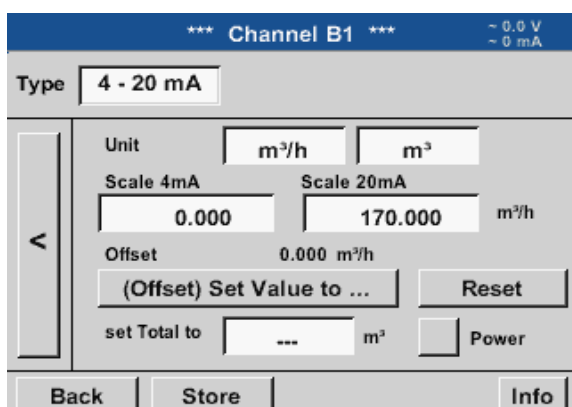 *** Channel B1 ***
~ 0.0 V
~ 0 mA
Type 4 - 20 mA
Unit m³/h m³
Scale 4mA Scale 20mA
0.000 170.000 m³/h
<
Offset 0.000 m³/h
(Offset) Set Value to ... Reset
set Total to --- m³ Power
Back Store Info